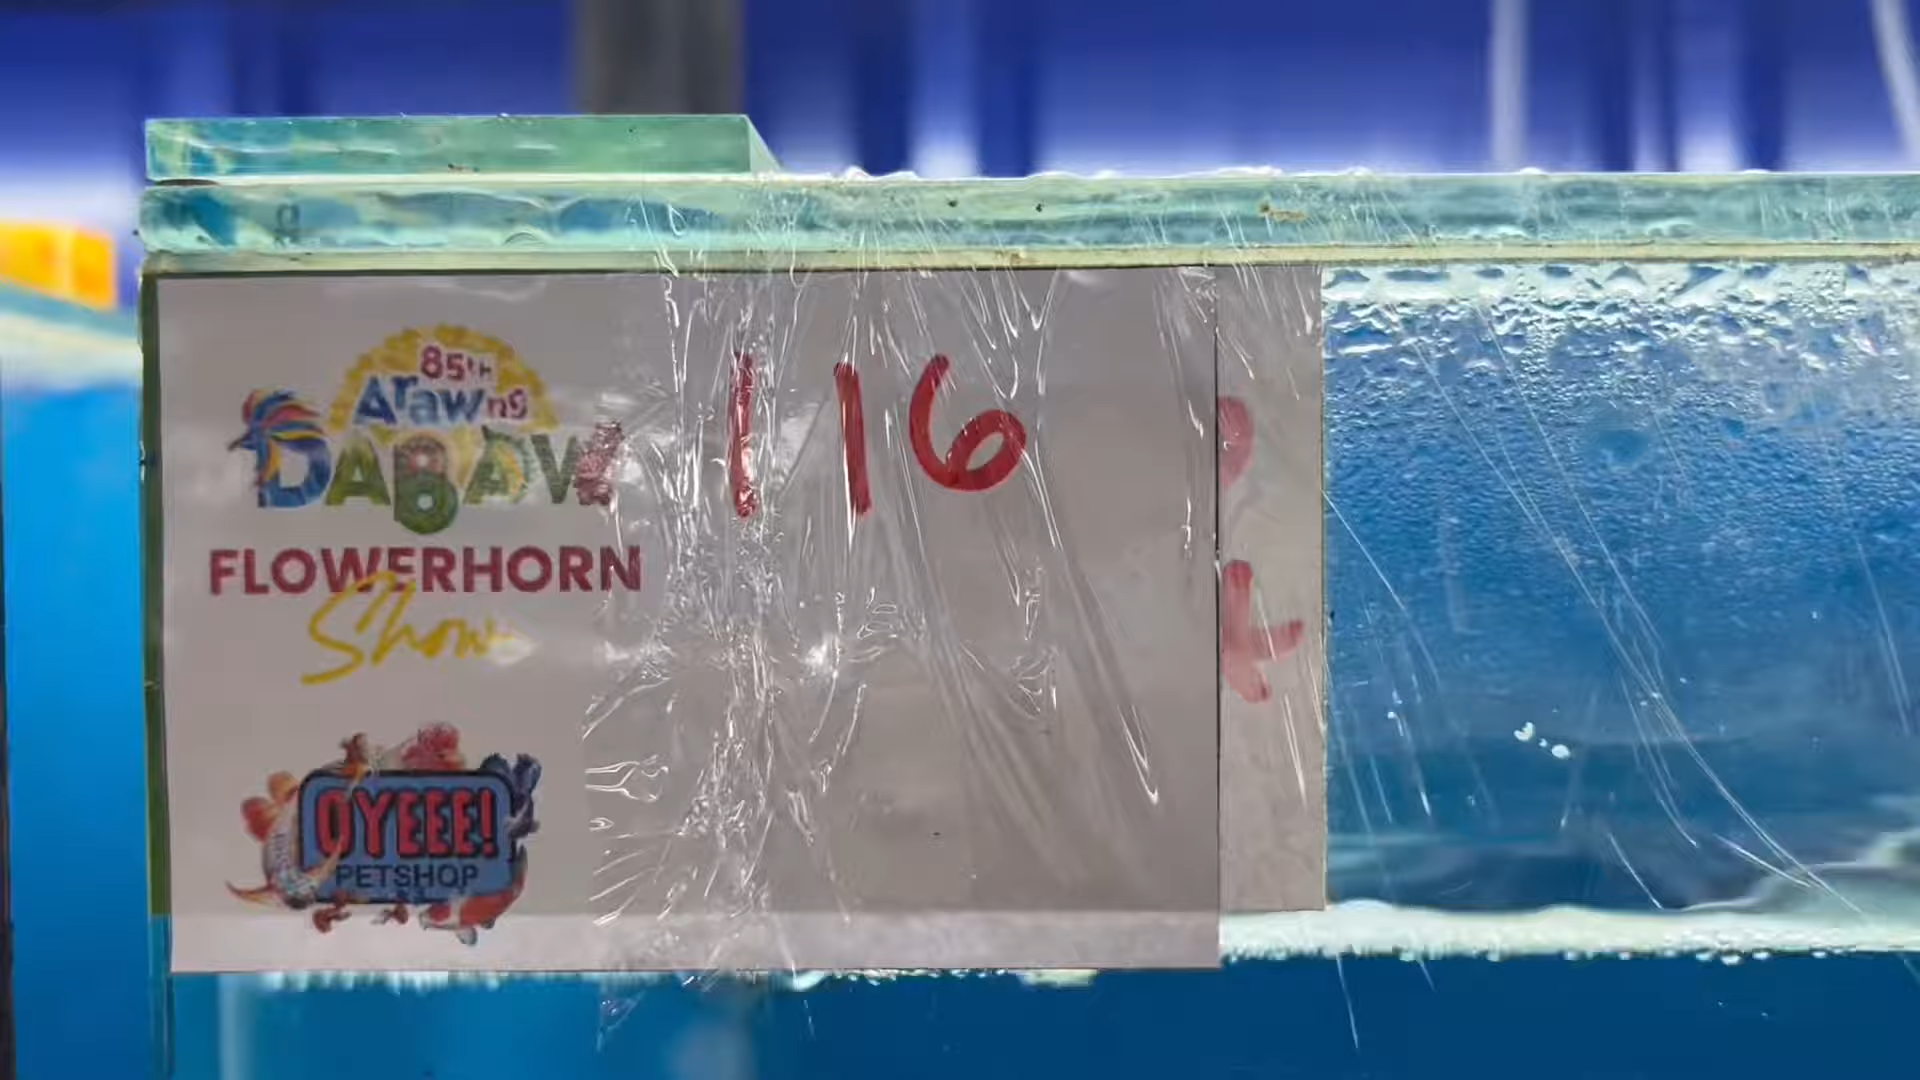 85th
Araw ng
DABAW
FLOWERHORN
Show
116
OYEEE!
PETSHOP